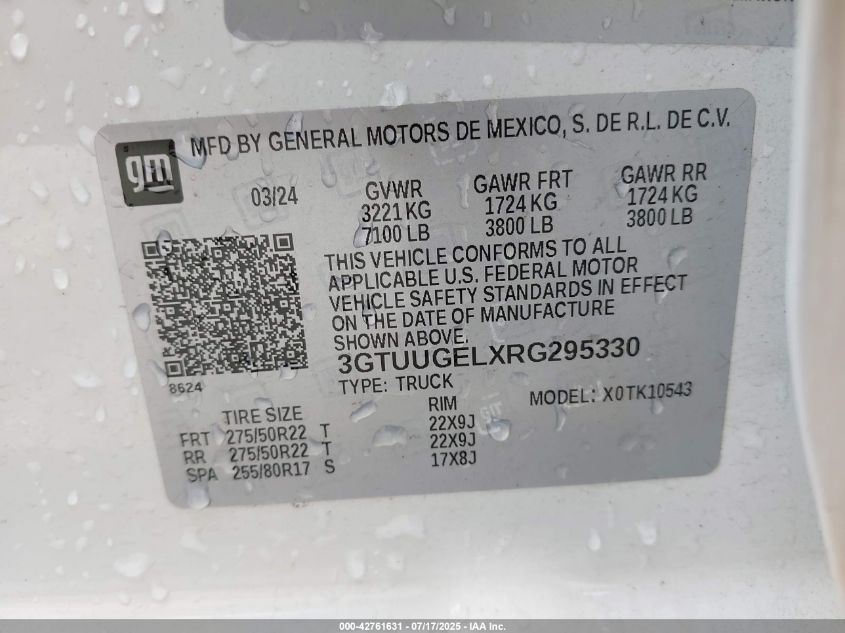 MFD BY GENERAL MOTORS DE MEXICO, S. DE R.L. DE C.V.
gm
03/24
GVWR GAWR FRT GAWR RR
3221 KG 1724 KG 1724 KG
7100 LB 3800 LB 3800 LB
THIS VEHICLE CONFORMS TO ALL
APPLICABLE U.S. FEDERAL MOTOR
VEHICLE SAFETY STANDARDS IN EFFECT
ON THE DATE OF MANUFACTURE
SHOWN ABOVE.
3GTUUGELXRG295330
8624
TYPE: TRUCK
MODEL: X0TK10543
TIRE SIZE RIM
FRT 275/50R22 T 22X9J
RR 275/50R22 T 22X9J
SPA 255/80R17 S 17X8J
000-42761631 - 07/17/2025 - IAA Inc.